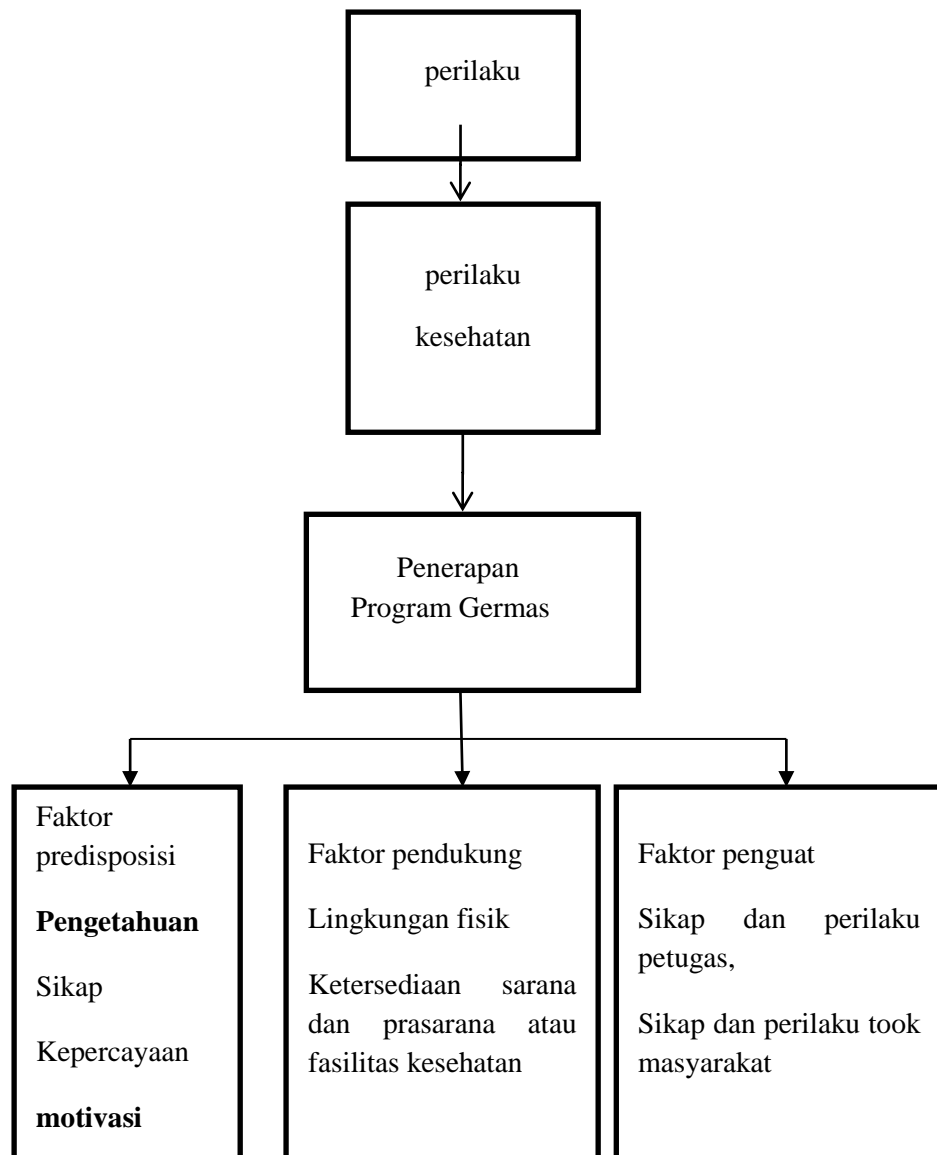 perilaku
perilaku
kesehatan
Penerapan
Program Germas
Faktor
predisposisi
Pengetahuan
Sikap
Kepercayaan
motivasi
Faktor pendukung
Lingkungan fisik
Ketersediaan sarana
dan prasarana atau
fasilitas kesehatan
Faktor penguat
Sikap dan perilaku
petugas,
Sikap dan perilaku took
masyarakat